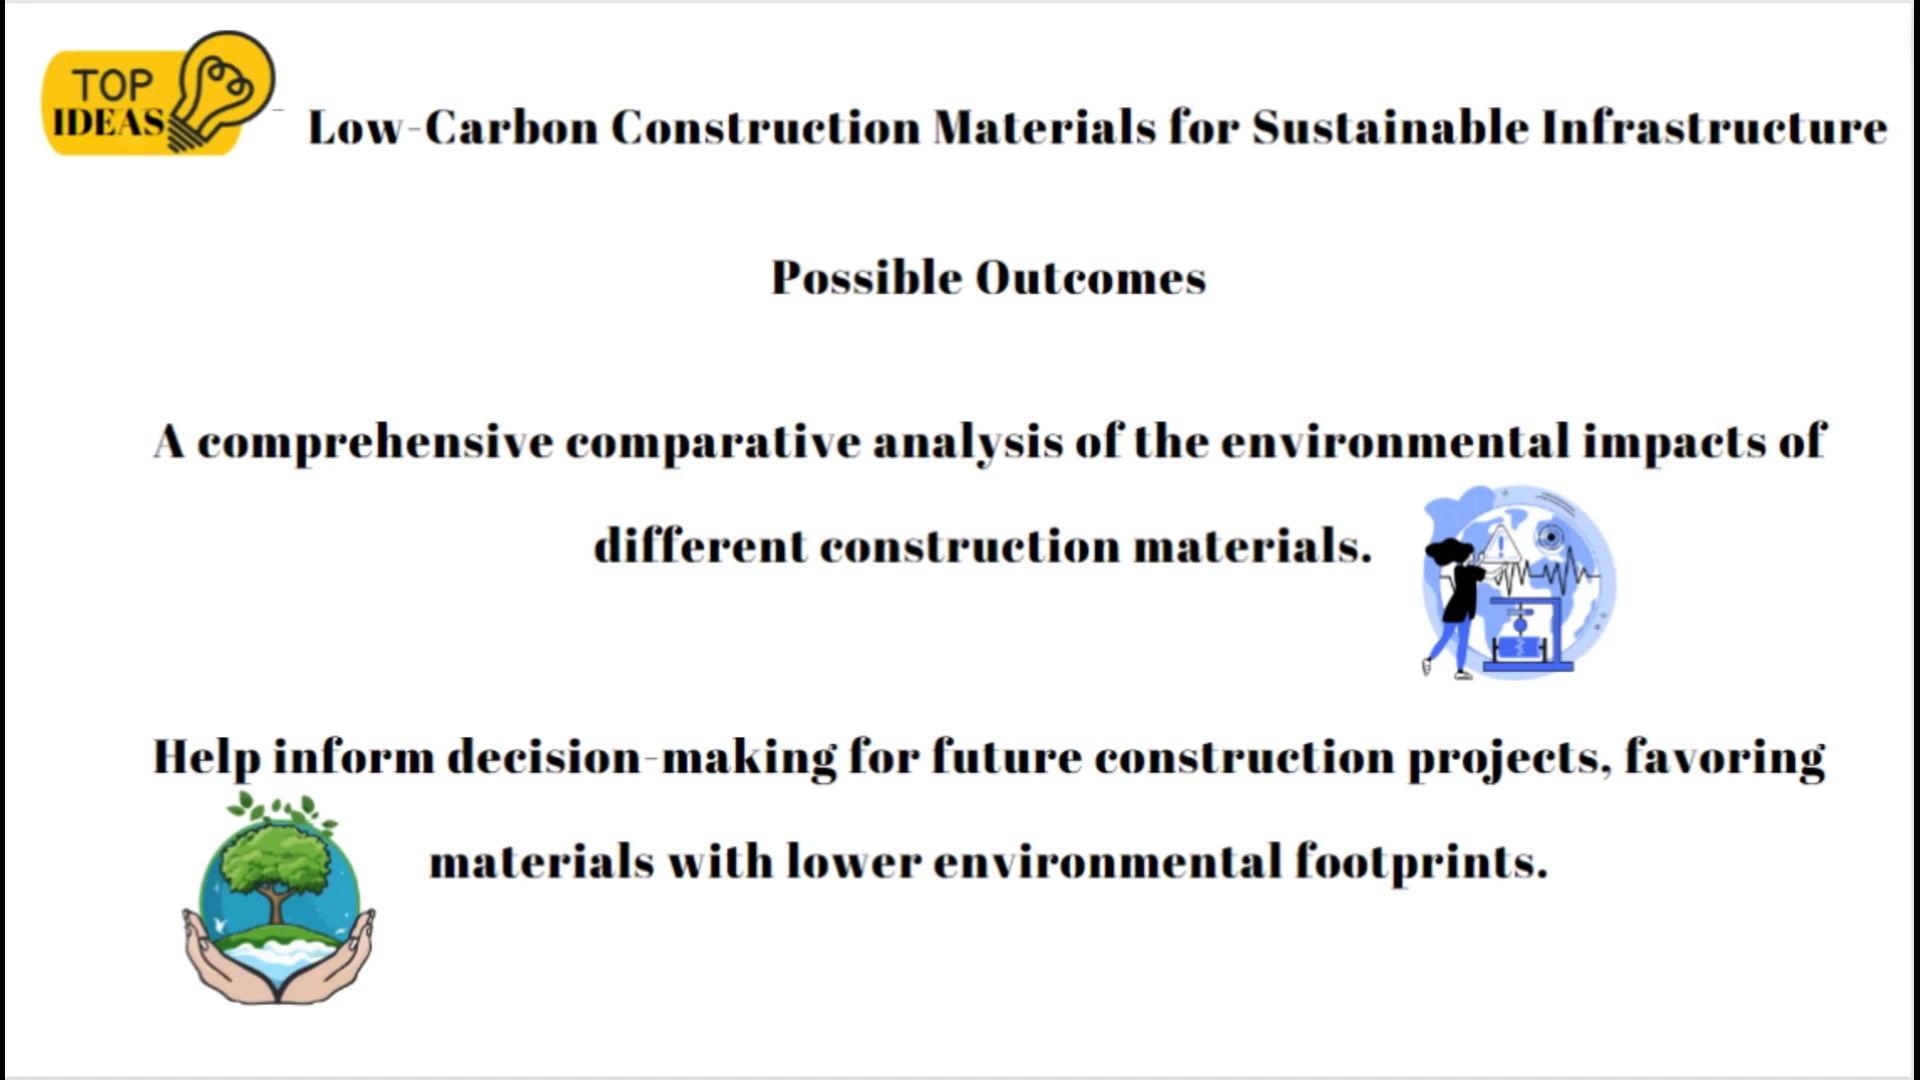 TOP
IDEAS
Low-Carbon Construction Materials for Sustainable Infrastructure
Possible Outcomes
A comprehensive comparative analysis of the environmental impacts of
different construction materials.
Help inform decision-making for future construction projects, favoring
materials with lower environmental footprints.